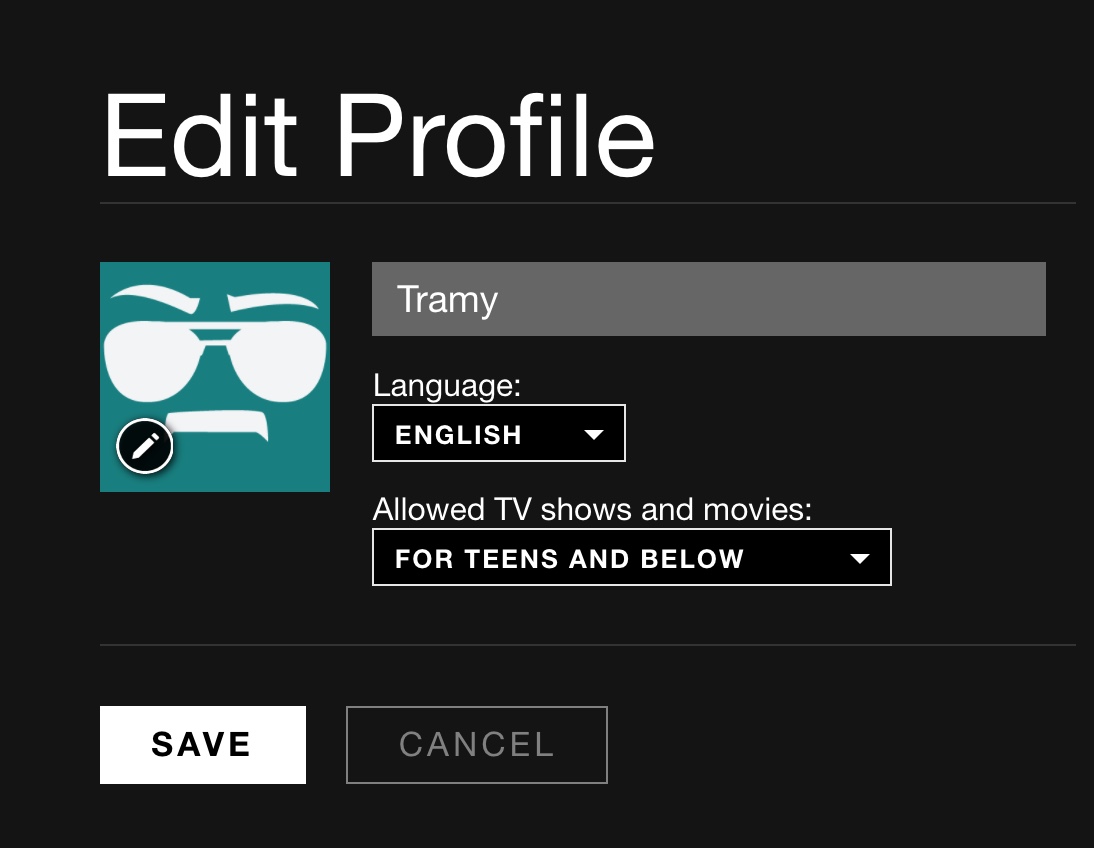 Edit Profile
Tramy
Language:
ENGLISH
Allowed TV shows and movies:
FOR TEENS AND BELOW
SAVE
CANCEL